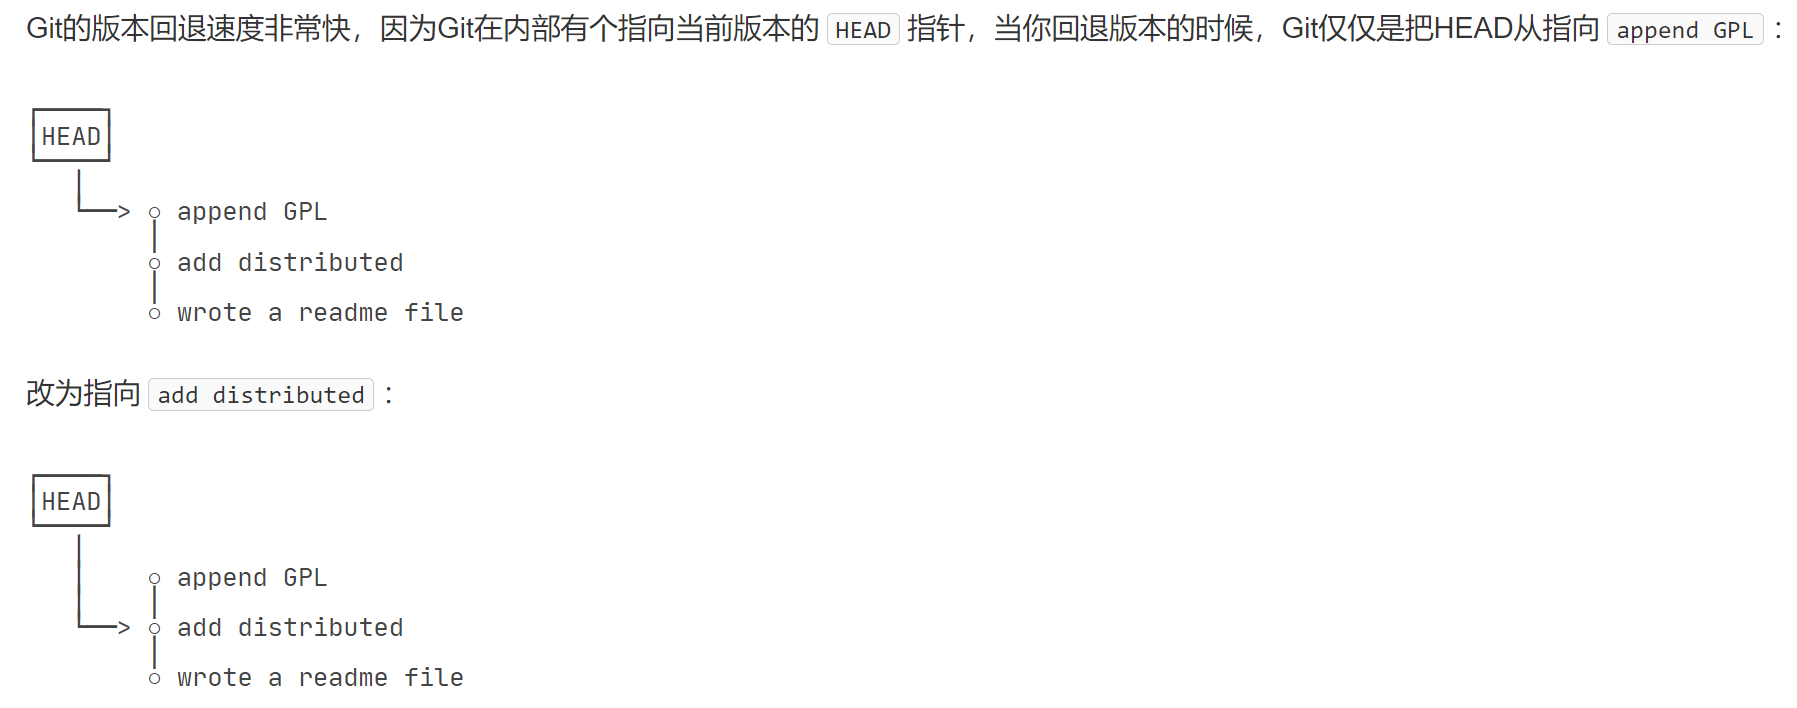 Git的版本回退速度非常快，因为Git在内部有个指向当前版本的 HEAD 指针，当你回退版本的时候，Git仅仅是把HEAD从指向 append GPL ：
HEAD
append GPL
add distributed
wrote a readme file
改为指向 add distributed ：
HEAD
append GPL
add distributed
wrote a readme file